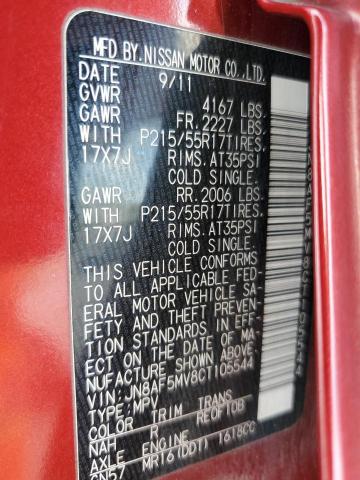 MFD BY. NISSAN MOTOR CO., LTD.
DATE 9/11
GVWR 4167 LBS.
GAWR FR. 2227 LBS.
WITH P215/55R17TIRES.
17X7J RIMS. AT35PSI
COLD SINGLE.
GAWR RR. 2006 LBS.
WITH P215/55R17TIRES.
17X7J RIMS. AT35PSI
COLD SINGLE.
THIS VEHICLE CONFORMS
TO ALL APPLICABLE FED-
ERAL MOTOR VEHICLE SA-
FETY AND THEFT PREVEN-
TION STANDARDS IN EFF-
ECT ON THE DATE OF MA-
NUFACTURE SHOWN ABOVE.
VIN: JN8AF5MV8CT105544
TYPE: MPV
COLOR TRIM TRANS
NAH R RE0F10B
AXLE ENGINE
GN57 MR16(DDT) 1618CC
JN8AF5MV8CT105544